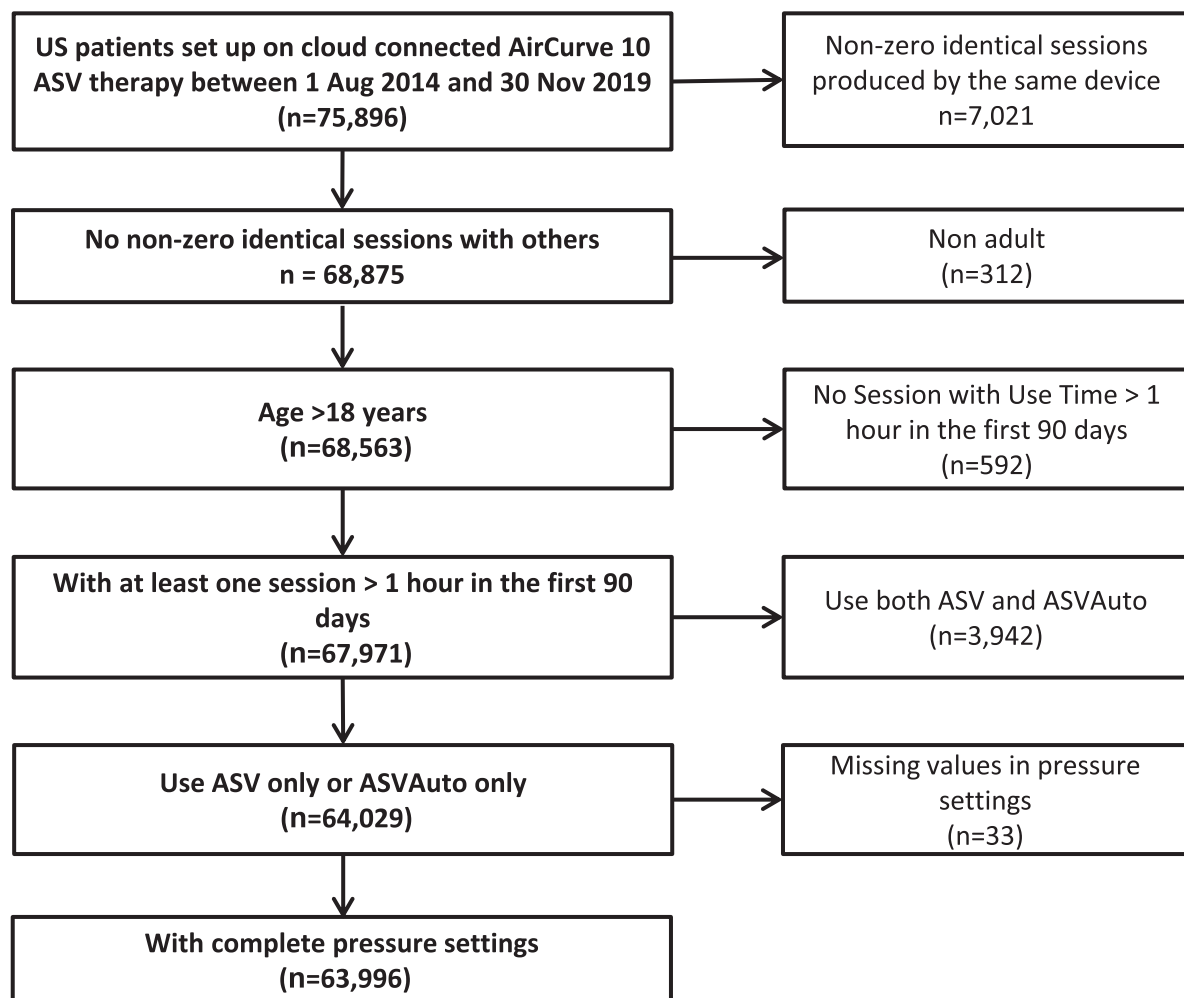 US patients set up on cloud connected AirCurve 10
ASV therapy between 1 Aug 2014 and 30 Nov 2019
(n=75,896)
Non-zero identical sessions
produced by the same device
n=7,021
No non-zero identical sessions with others
n = 68,875
Non adult
(n=312)
Age >18 years
(n=68,563)
No Session with Use Time > 1
hour in the first 90 days
(n=592)
With at least one session > 1 hour in the first 90
days
(n=67,971)
Use both ASV and ASVAuto
(n=3,942)
Use ASV only or ASVAuto only
(n=64,029)
Missing values in pressure
settings
(n=33)
With complete pressure settings
(n=63,996)